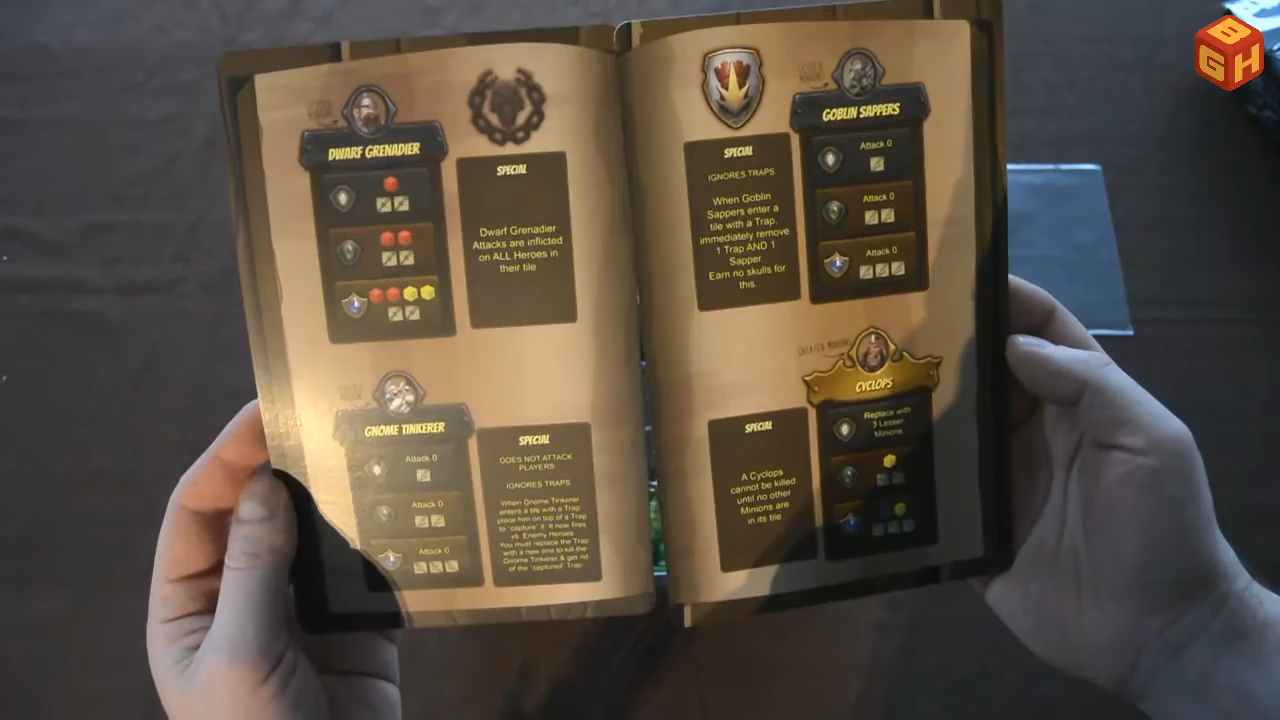 BGH
DWARF GRENADIER
SPECIAL
Dwarf Grenadier
Attacks are inflicted
on ALL Heroes in
their tile.
GNOME TINKERER
Attack 0
Attack 0
Attack 0
SPECIAL
DOES NOT ATTACK
PLAYERS
IGNORES TRAPS
When Gnome Tinkerer
enters a tile with a Trap
place him on top of a Trap
to "capture" it. It now fires
vs. Enemy Heroes.
You must replace the Trap
with a new one to kill the
Gnome Tinkerer & get rid
of the "captured" Trap
SPECIAL
IGNORES TRAPS
When Goblin
Sappers enter a
tile with a Trap,
immediately remove
1 Trap AND 1
Sapper.
Earn no skulls for
this.
LESSER
MINIONS
GOBLIN SAPPERS
Attack 0
Attack 0
Attack 0
SPECIAL
A Cyclops
cannot be killed
until no other
Minions are
in its tile
GREATER MINIONS
CYCLOPS
Replace with
3 Lesser
Minions